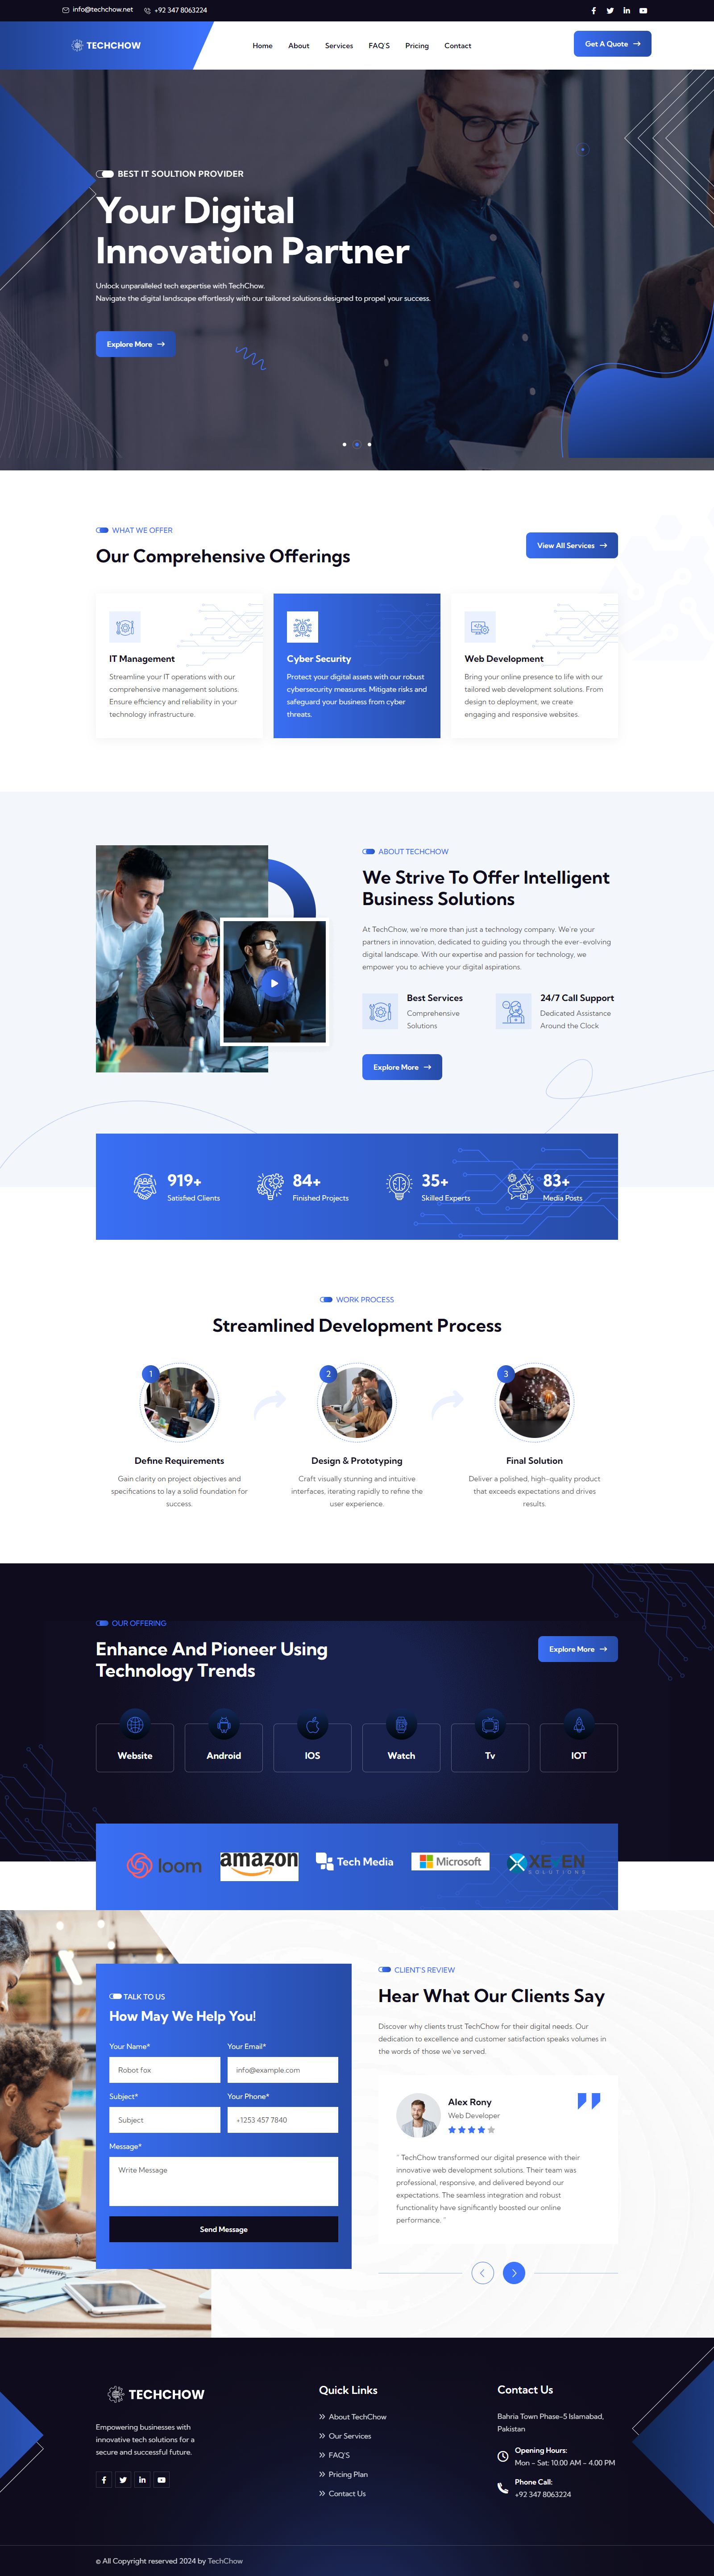 info@techchow.net +92 347 8063224
TECHCHOW Home About Services FAQ'S Pricing Contact Get A Quote
BEST IT SOULTION PROVIDER
Your Digital
Innovation Partner
Unlock unparalleled tech expertise with TechChow.
Navigate the digital landscape effortlessly with our tailored solutions designed to propel your success.
Explore More
WHAT WE OFFER
Our Comprehensive Offerings
View All Services
IT Management
Streamline your IT operations with our
comprehensive management solutions.
Ensure efficiency and reliability in your
technology infrastructure.
Cyber Security
Protect your digital assets with our robust
cybersecurity measures. Mitigate risks and
safeguard your business from cyber
threats.
Web Development
Bring your online presence to life with our
tailored web development solutions. From
design to deployment, we create
engaging and responsive websites.
ABOUT TECHCHOW
We Strive To Offer Intelligent
Business Solutions
At TechChow, we're more than just a technology company. We're your
partners in innovation, dedicated to guiding you through the ever-evolving
digital landscape. With our expertise and passion for technology, we
empower you to achieve your digital aspirations.
Best Services
Comprehensive
Solutions
24/7 Call Support
Dedicated Assistance
Around the Clock
Explore More
919+
Satisfied Clients
84+
Finished Projects
35+
Skilled Experts
83+
Media Posts
WORK PROCESS
Streamlined Development Process
1
Define Requirements
Gain clarity on project objectives and
specifications to lay a solid foundation for
success.
2
Design & Prototyping
Craft visually stunning and intuitive
interfaces, iterating rapidly to refine the
user experience.
3
Final Solution
Deliver a polished, high-quality product
that exceeds expectations and drives
results.
OUR OFFERING
Enhance And Pioneer Using
Technology Trends
Explore More
Website
Android
IOS
Watch
Tv
IOT
loom
amazon
Tech Media
Microsoft
XEVEN
SOLUTIONS
TALK TO US
How May We Help You!
Your Name* Your Email*
Robot fox info@example.com
Subject* Your Phone*
Subject +1253 457 7840
Message*
Write Message
Send Message
CLIENT'S REVIEW
Hear What Our Clients Say
Discover why clients trust TechChow for their digital needs. Our
dedication to excellence and customer satisfaction speaks volumes in
the words of those we've served.
Alex Rony
Web Developer
" TechChow transformed our digital presence with their
innovative web development solutions. Their team was
professional, responsive, and delivered beyond our
expectations. The seamless integration and robust
functionality have significantly boosted our online
performance. "
TECHCHOW
Empowering businesses with
innovative tech solutions for a
secure and successful future.
Quick Links
About TechChow
Our Services
FAQ'S
Pricing Plan
Contact Us
Contact Us
Bahria Town Phase-5 Islamabad,
Pakistan
Opening Hours:
Mon - Sat: 10.00 AM - 4.00 PM
Phone Call:
+92 347 8063224
© All Copyright reserved 2024 by TechChow